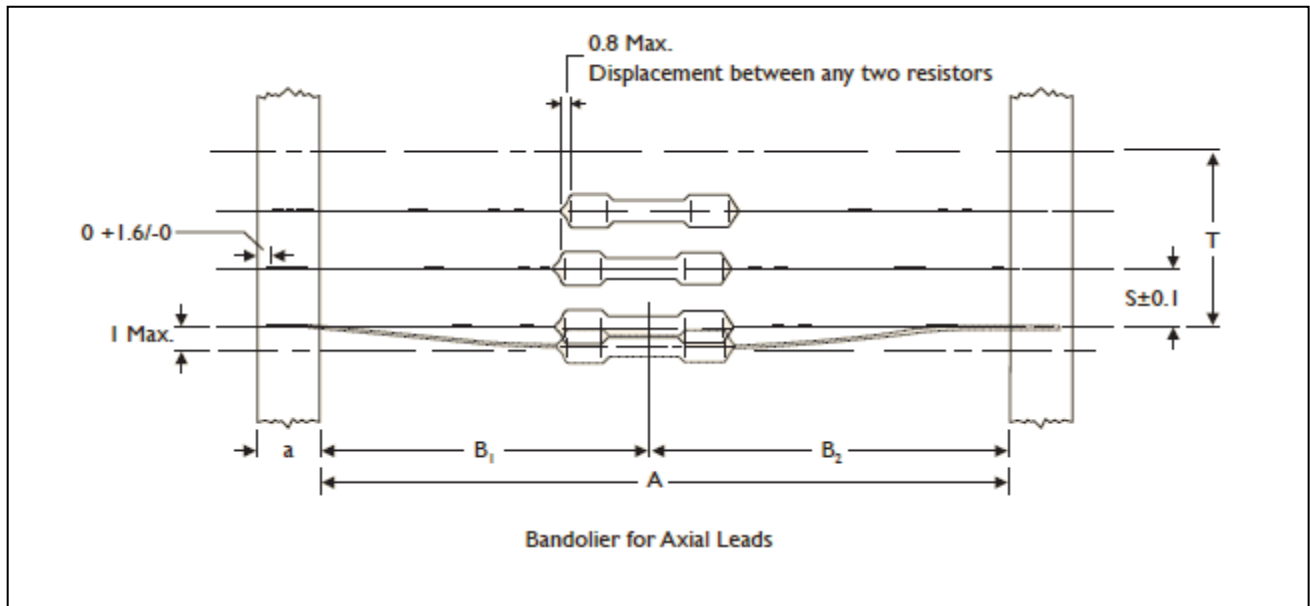 0.8 Max.
Displacement between any two resistors
0 +1.6/-0
T
S±0.1
1 Max.
a
B₁
B₂
A
Bandolier for Axial Leads